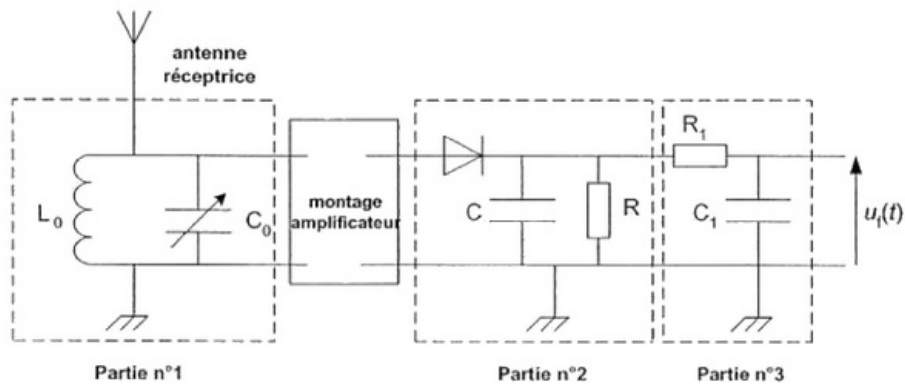 antenne
réceptrice
L₀
C₀
montage
amplificateur
C
R
R₁
C₁
u₁(t)
Partie n°1
Partie n°2
Partie n°3